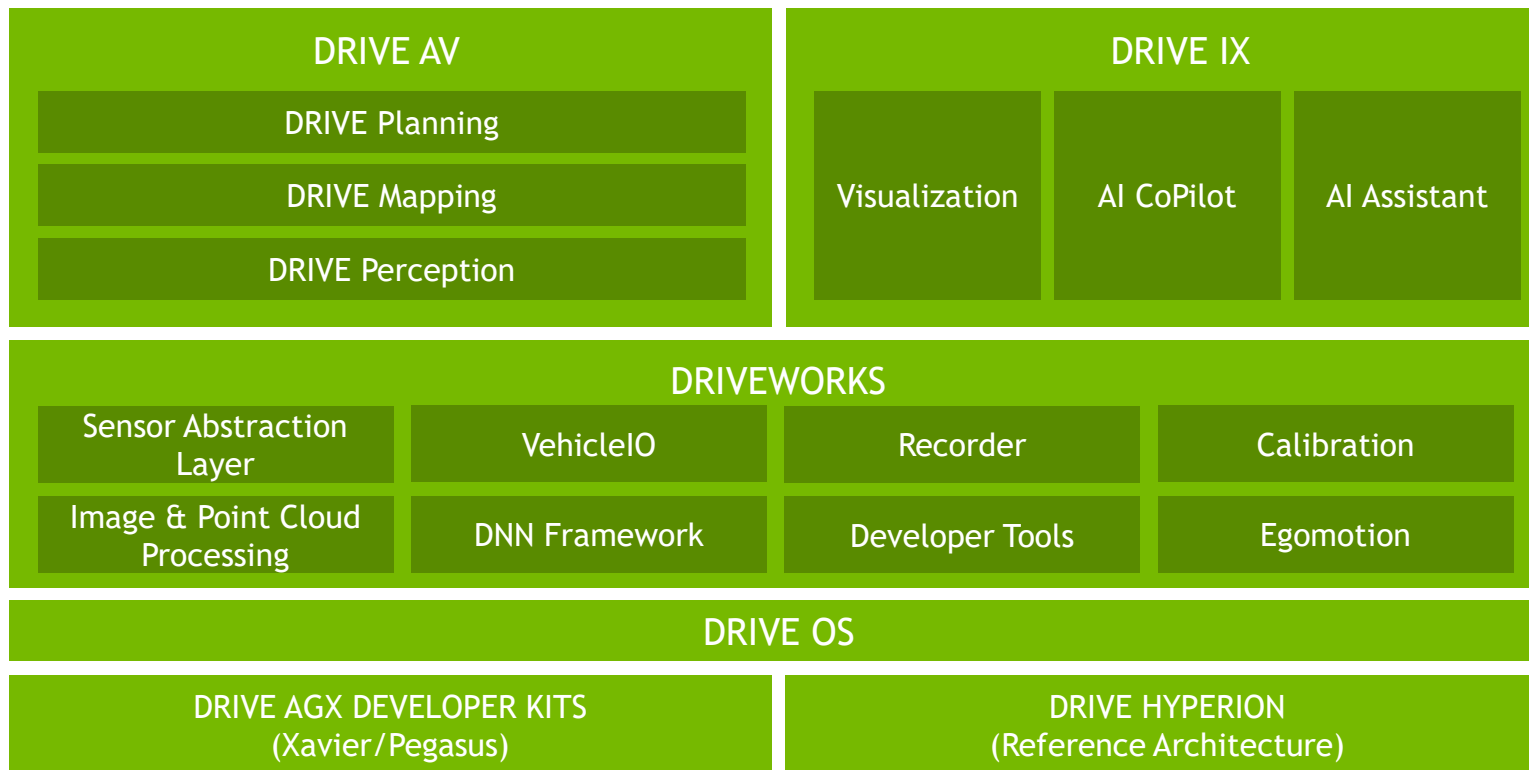 DRIVE AV
DRIVE Planning
DRIVE Mapping
DRIVE Perception
DRIVE IX
Visualization
AI CoPilot
AI Assistant
DRIVEWORKS
Sensor Abstraction
Layer
VehicleIO
Recorder
Calibration
Image & Point Cloud
Processing
DNN Framework
Developer Tools
Egomotion
DRIVE OS
DRIVE AGX DEVELOPER KITS
(Xavier/Pegasus)
DRIVE HYPERION
(Reference Architecture)